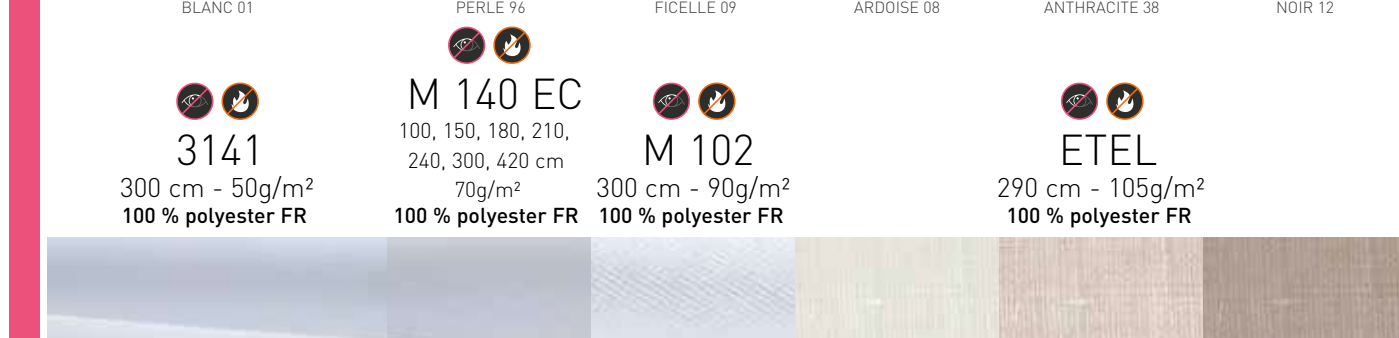 BLANC 01
PERLE 96
FICELLE 09
ARDOISE 08
ANTHRACITE 38
NOIR 12
3141
300 cm - 50g/m²
100 % polyester FR
M 140 EC
100, 150, 180, 210,
240, 300, 420 cm
70g/m²
100 % polyester FR
M 102
300 cm - 90g/m²
100 % polyester FR
ETEL
290 cm - 105g/m²
100 % polyester FR